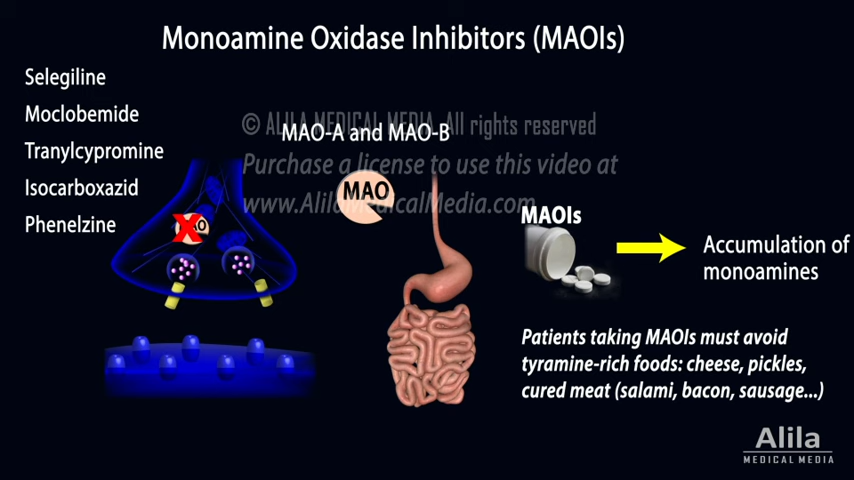 Monoamine Oxidase Inhibitors (MAOIs)
Selegiline
Moclobemide
Tranylcypromine
Isocarboxazid
Phenelzine
© ALILA MEDICAL MEDIA. All rights reserved
MAO-A and MAO-B
Purchase a license to use this video at
www.AlilaMedicalMedia.com
MAO
MAOIs
Accumulation of
monoamines
Patients taking MAOIs must avoid
tyramine-rich foods: cheese, pickles,
cured meat (salami, bacon, sausage...)
Alila
MEDICAL MEDIA